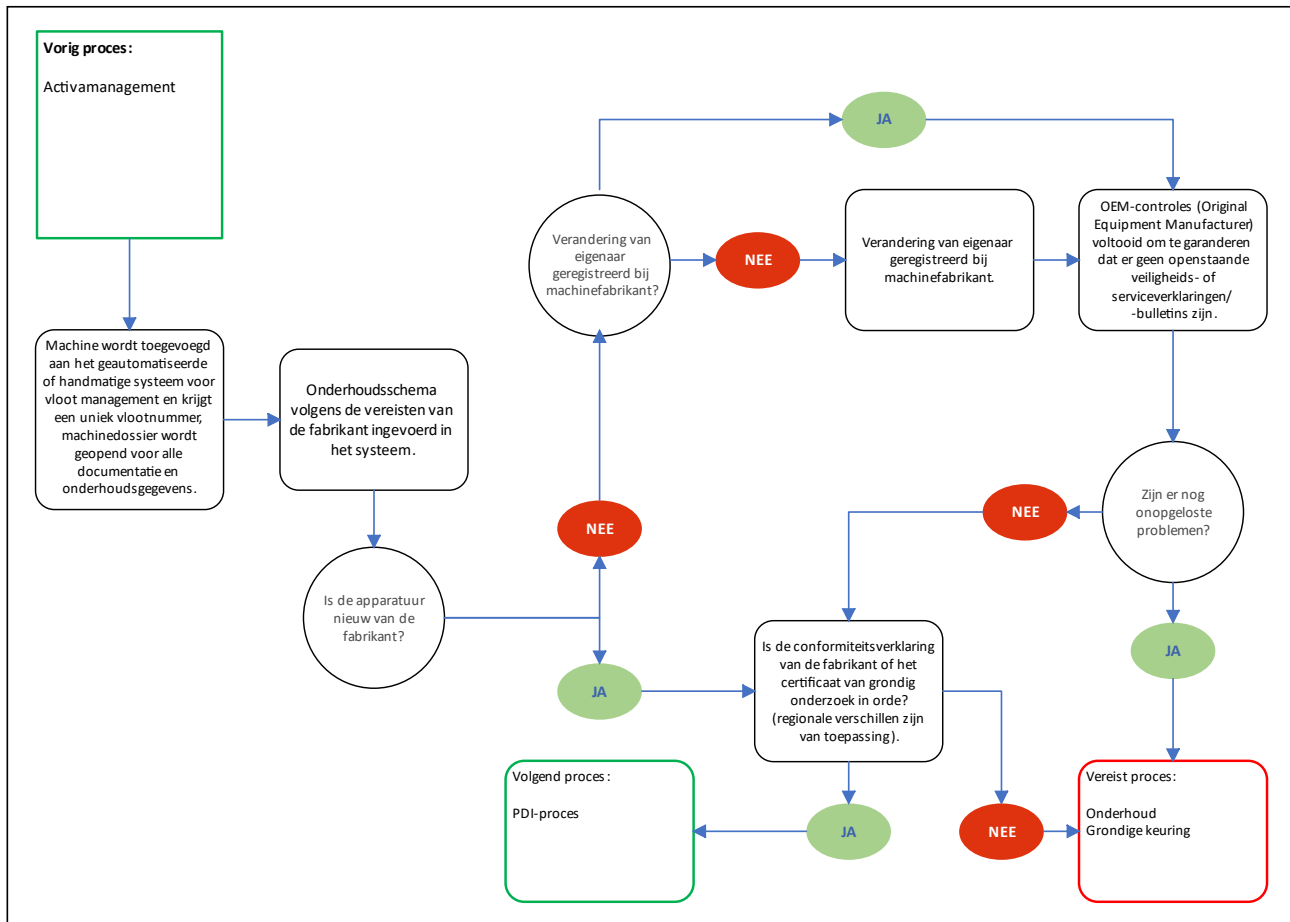 Vorig proces:
Activamanagement
Machine wordt toegevoegd
aan het geautomatiseerde
of handmatige systeem voor
vloot management en krijgt
een uniek vlootnummer,
machinedossier wordt
geopend voor alle
documentatie en
onderhoudsgegevens.
Onderhoudsschema
volgens de vereisten van
de fabrikant ingevoerd in
het systeem.
Is de apparatuur
nieuw van de
fabrikant?
NEE
JA
Verandering van
eigenaar
geregistreerd bij
machinefabrikant?
JA
NEE
Verandering van eigenaar
geregistreerd bij
machinefabrikant.
OEM-controles (Original
Equipment Manufacturer)
voltooid om te garanderen
dat er geen openstaande
veiligheids- of
serviceverklaringen/
-bulletins zijn.
Zijn er nog
onopgeloste
problemen?
NEE
JA
Is de conformiteitsverklaring
van de fabrikant of het
certificaat van grondig
onderzoek in orde?
(regionale verschillen zijn
van toepassing).
JA
NEE
Volgend proces:
PDI-proces
Vereist proces:
Onderhoud
Grondige keuring